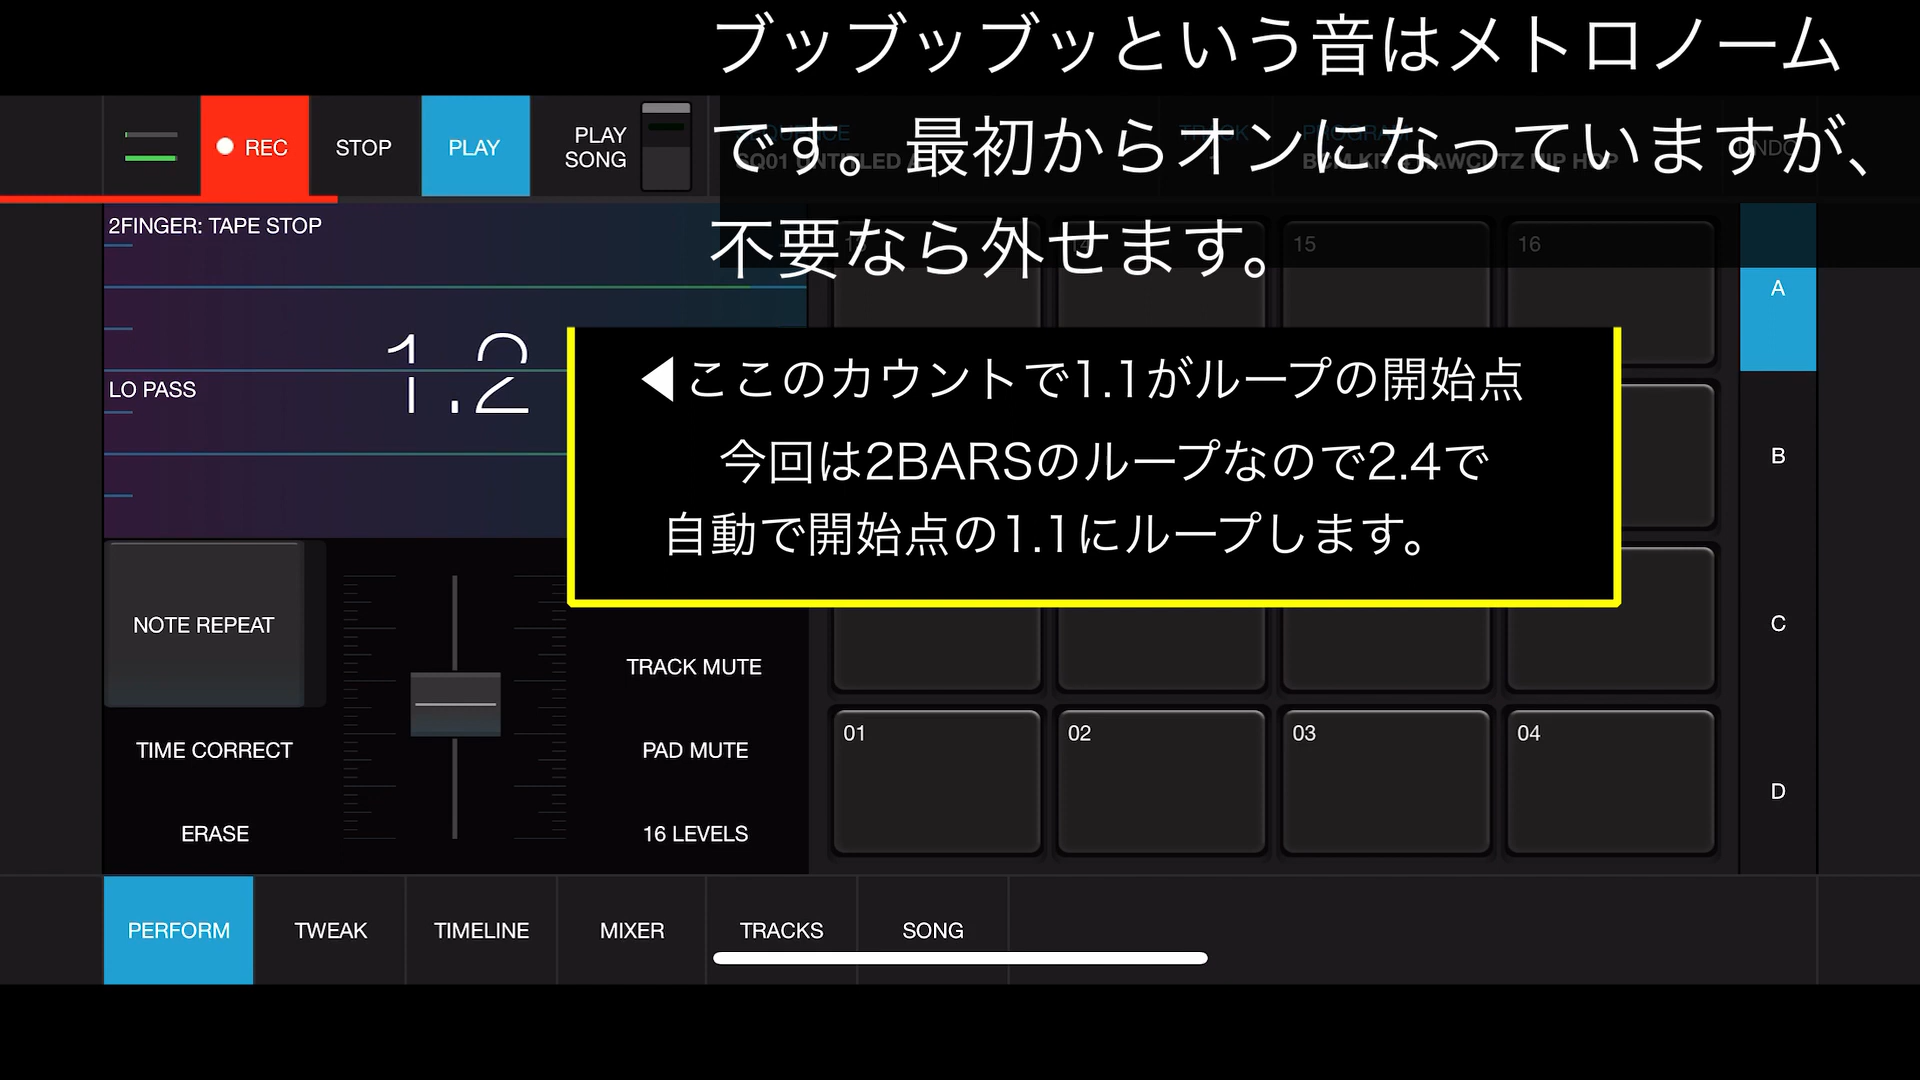 ブッブッブッという音はメトロノーム
です。最初からオンになっていますが、
不要なら外せます。
REC
STOP
PLAY
PLAY
SONG
2FINGER: TAPE STOP
15
16
A
1.2
LO PASS
◀ここのカウントで1.1がループの開始点
今回は2BARSのループなので2.4で
自動で開始点の1.1にループします。
B
NOTE REPEAT
TRACK MUTE
C
01
02
03
04
TIME CORRECT
PAD MUTE
D
ERASE
16 LEVELS
PERFORM
TWEAK
TIMELINE
MIXER
TRACKS
SONG